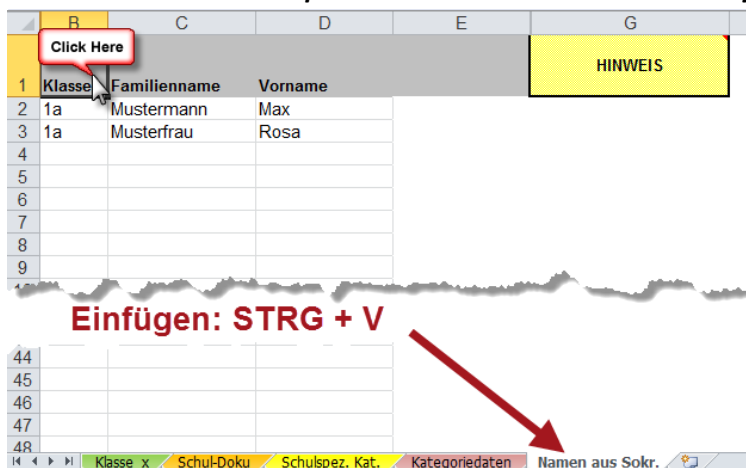 B C D E G
Click Here
HINWEIS
1 Klasse Familienname Vorname
2 1a Mustermann Max
3 1a Musterfrau Rosa
4
5
6
7
8
9
Einfügen: STRG + V
44
45
46
47
48
Klasse_x Schul-Doku Schulspez. Kat. Kategoriedaten Namen aus Sokr.